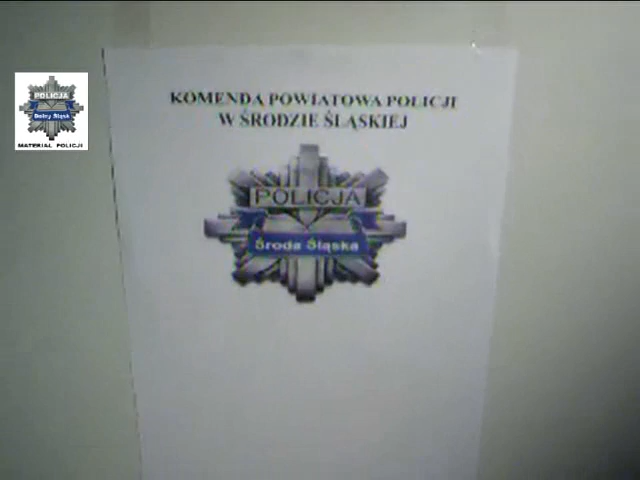 POLICJA
Dolny Śląsk
MATERIAŁ POLICJI
KOMENDA POWIATOWA POLICJI
W ŚRODZIE ŚLĄSKIEJ
POLICJA
Środa Śląska